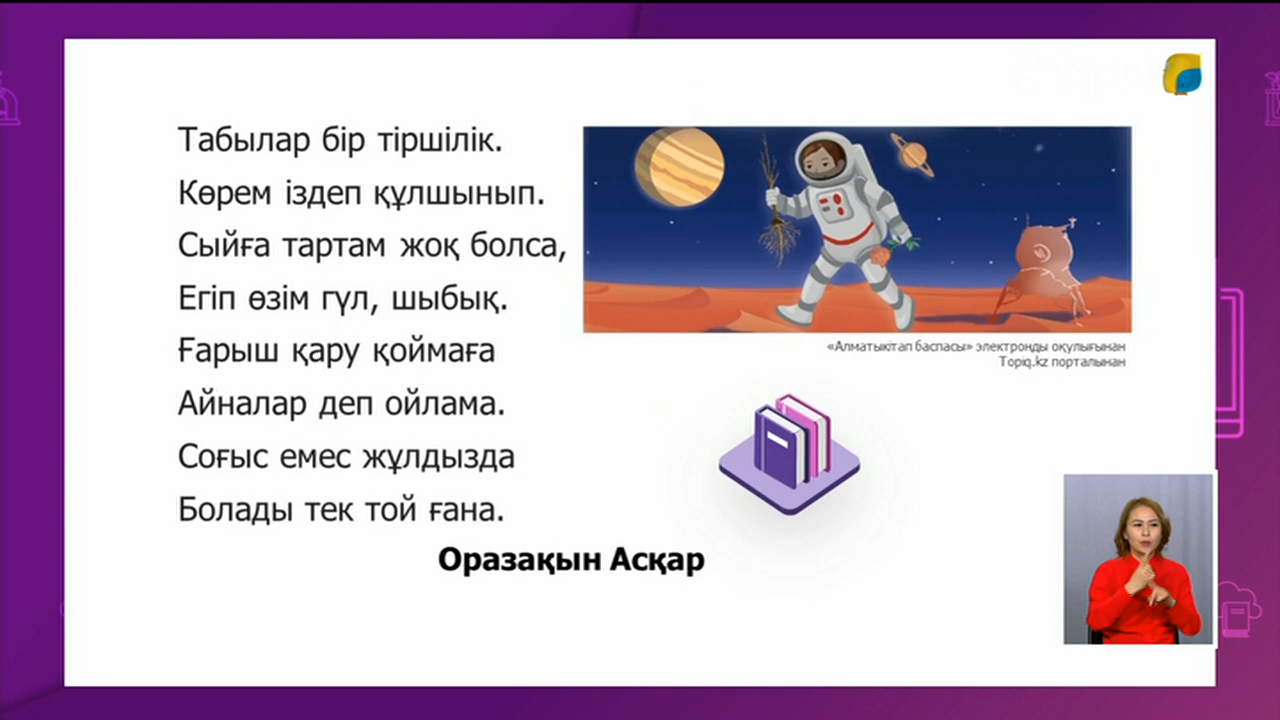 Табылар бір тіршілік.
Көрем іздеп құлшынып.
Сыйға тартам жоқ болса,
Егіп өзім гүл, шыбық.
Ғарыш қару қоймаға
Айналар деп ойлама.
Соғыс емес жұлдызда
Болады тек той ғана.
Оразақын Асқар
«Алматыкітап баспасы» электронды оқулығынан
Topiq.kz порталынан